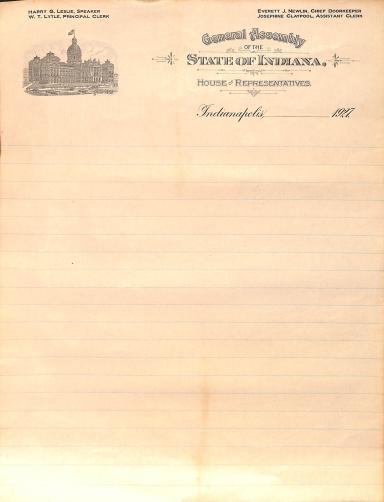 HARRY G. LESLIE, SPEAKER
W. T. LYTLE, PRINCIPAL CLERK
EVERETT J. NEWLIN, CHIEF DOORKEEPER
JOSEPHINE CLAYPOOL, ASSISTANT CLERK
General Assembly
OF THE
STATE OF INDIANA,
HOUSE OF REPRESENTATIVES.
Indianapolis, 1927.